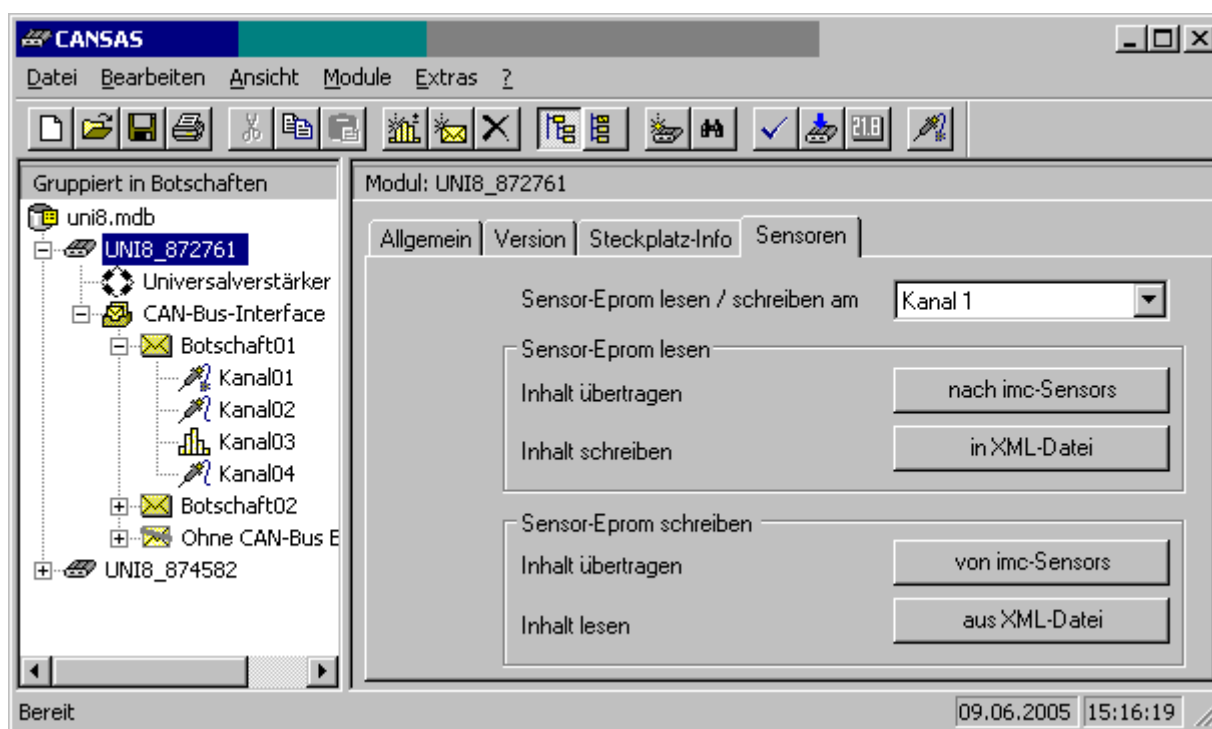 CANSAS
Datei Bearbeiten Ansicht Module Extras ?
21.8
Gruppiert in Botschaften
uni8.mdb
UNI8_872761
Universalverstärker
CAN-Bus-Interface
Botschaft01
Kanal01
Kanal02
Kanal03
Kanal04
Botschaft02
Ohne CAN-Bus E
UNI8_874582
Modul: UNI8_872761
Allgemein Version Steckplatz-Info Sensoren
Sensor-Eprom lesen / schreiben am Kanal 1
Sensor-Eprom lesen
Inhalt übertragen nach imc-Sensors
Inhalt schreiben in XML-Datei
Sensor-Eprom schreiben
Inhalt übertragen von imc-Sensors
Inhalt lesen aus XML-Datei
Bereit 09.06.2005 15:16:19